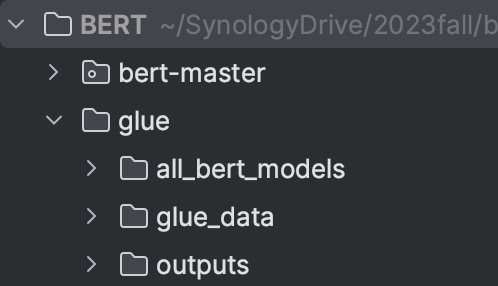 BERT ~/SynologyDrive/2023fall/b
bert-master
glue
all_bert_models
glue_data
outputs